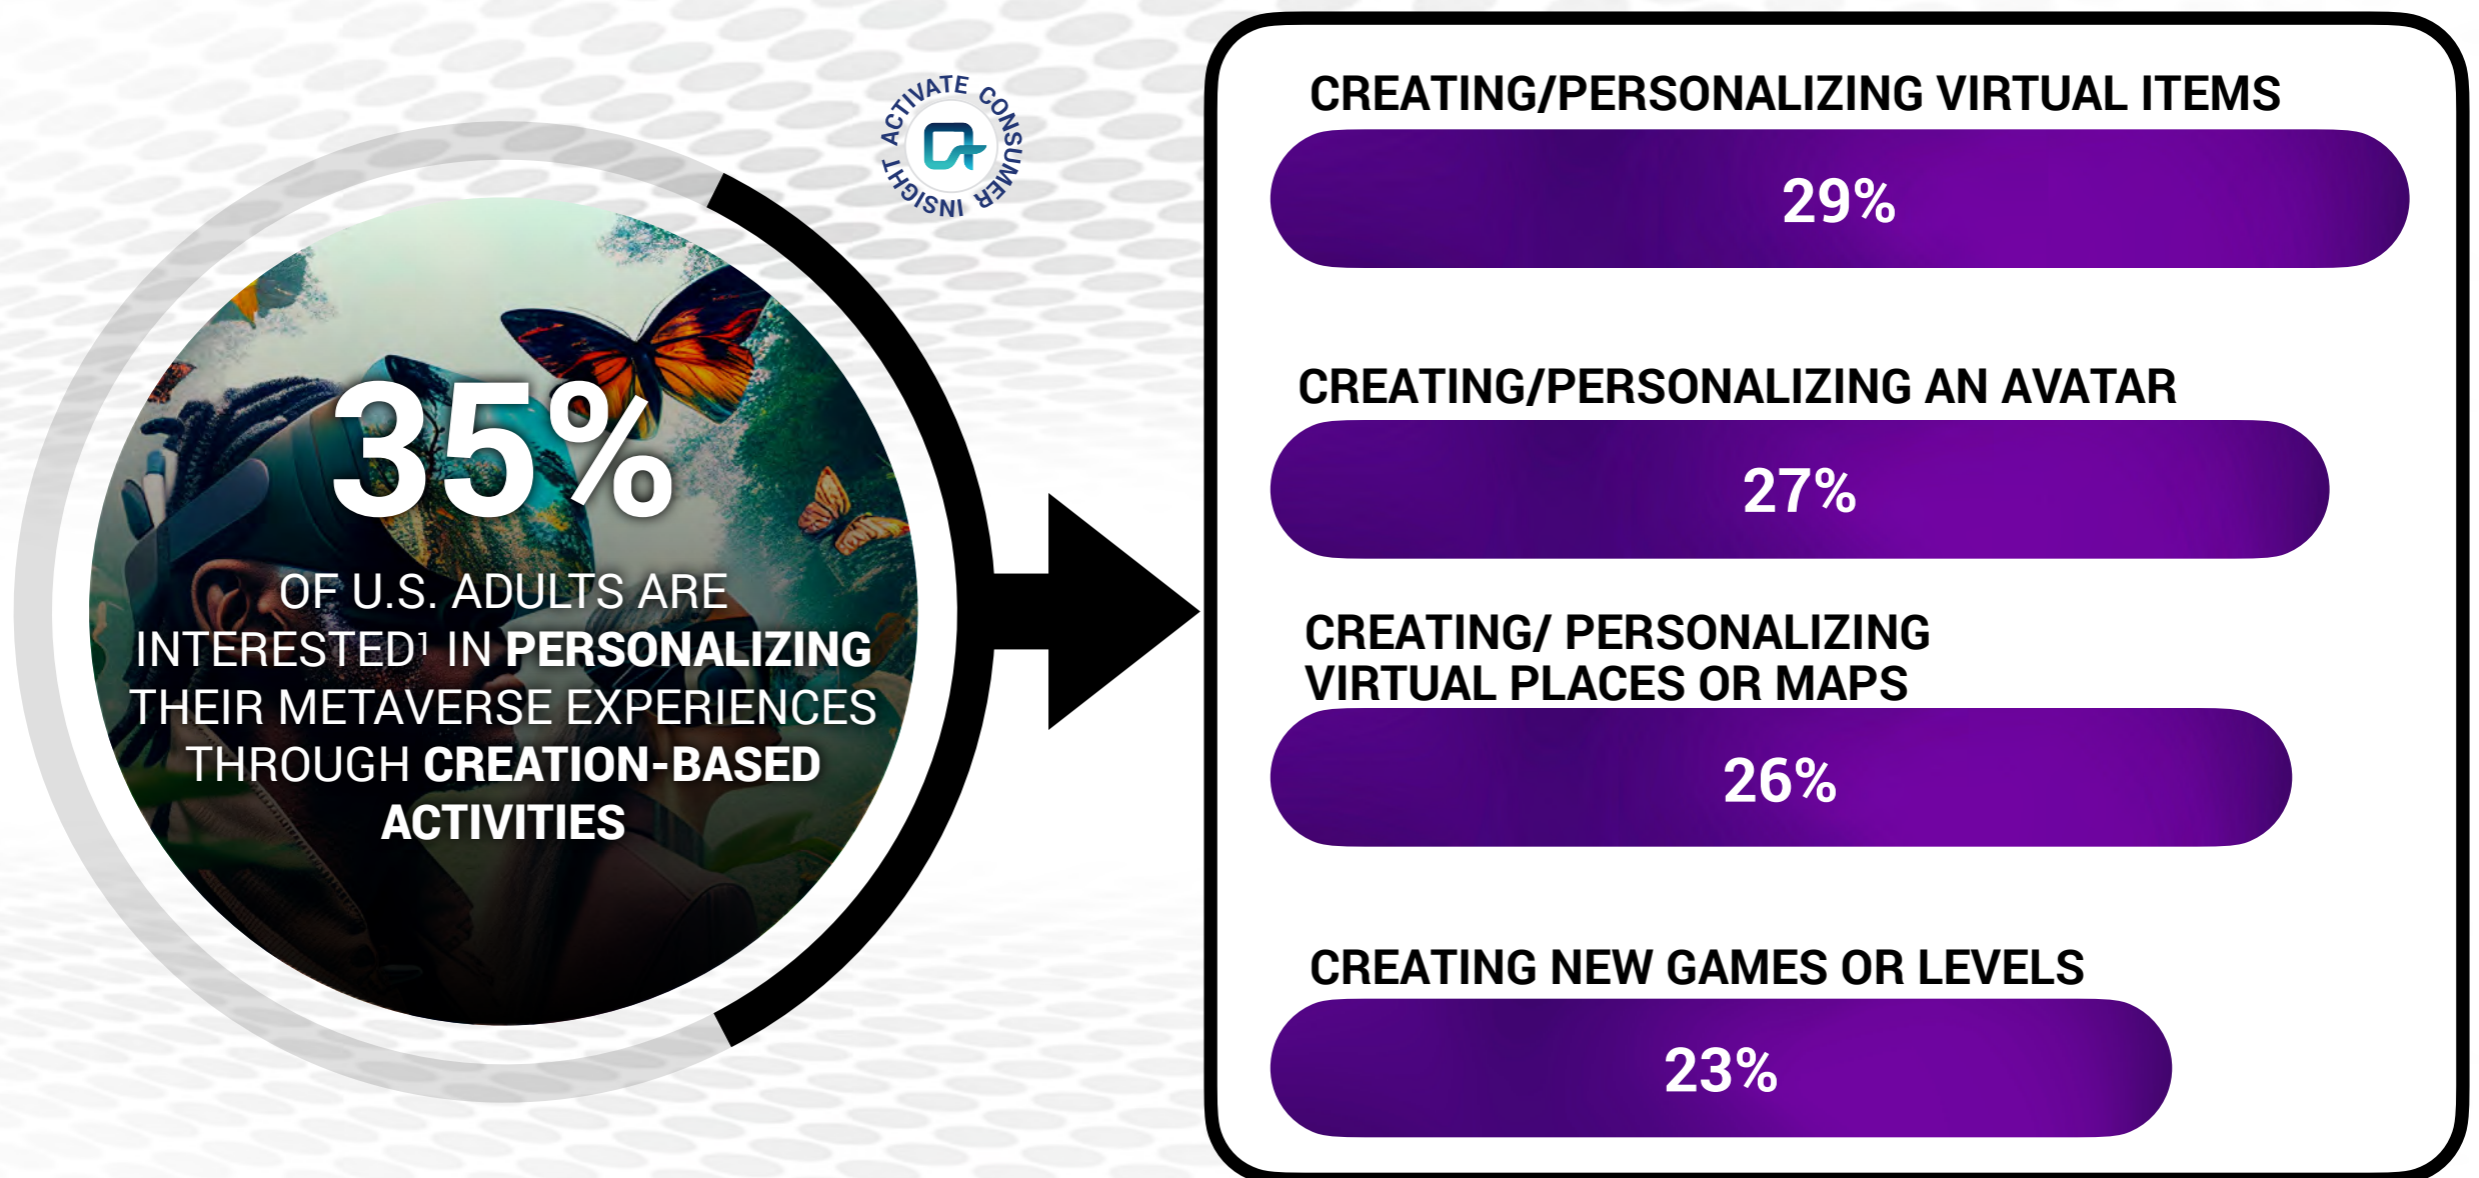 ACTIVATE CONSUMER INSIGHT
35%
OF U.S. ADULTS ARE
INTERESTED¹ IN PERSONALIZING
THEIR METAVERSE EXPERIENCES
THROUGH CREATION-BASED
ACTIVITIES
CREATING/PERSONALIZING VIRTUAL ITEMS
29%
CREATING/PERSONALIZING AN AVATAR
27%
CREATING/ PERSONALIZING
VIRTUAL PLACES OR MAPS
26%
CREATING NEW GAMES OR LEVELS
23%